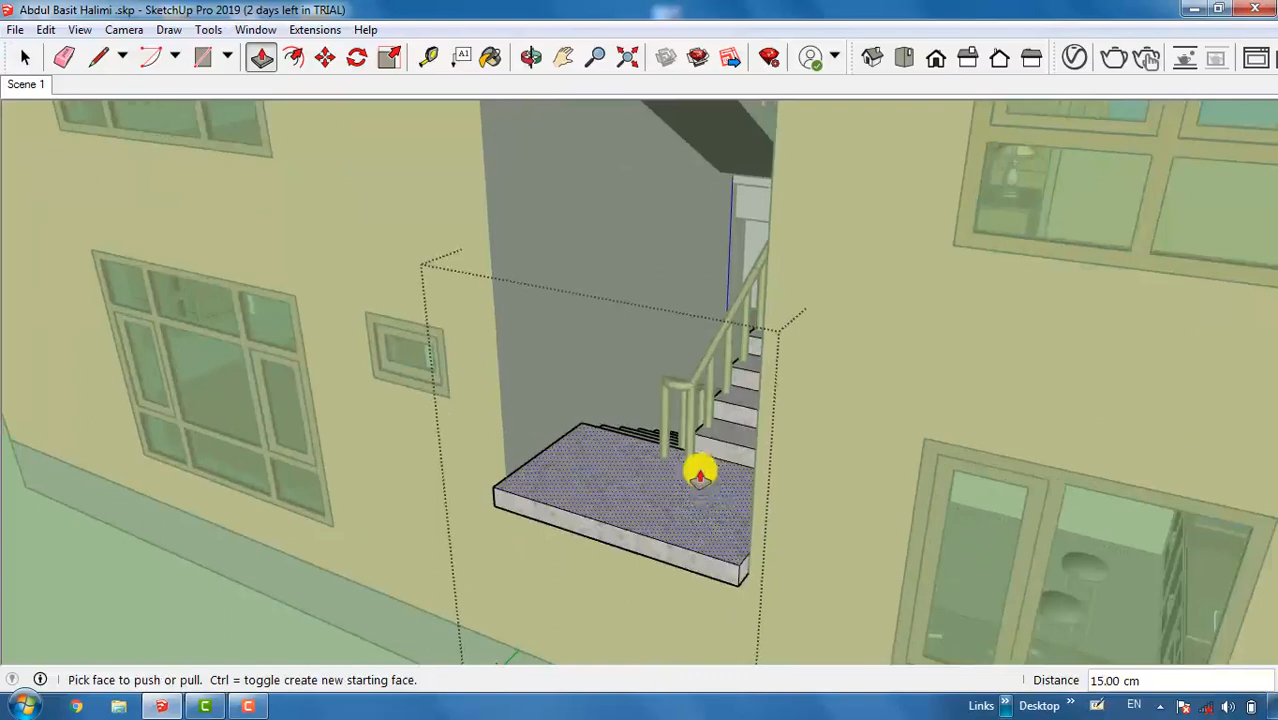 Abdul Basit Halimi .skp - SketchUp Pro 2019 (2 days left in TRIAL)
File Edit View Camera Draw Tools Window Extensions Help
A1
Scene 1
Pick face to push or pull. Ctrl = toggle create new starting face.
Distance 15.00 cm
Links » Desktop » EN